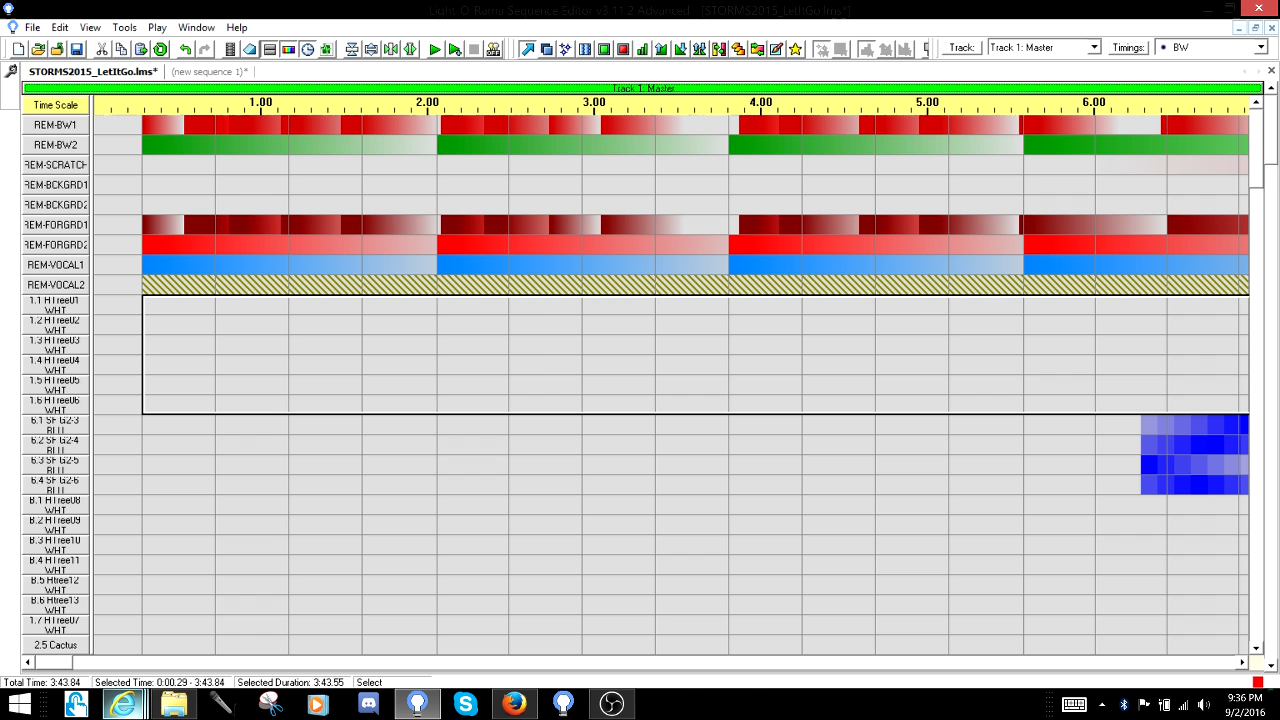 Light-O-Rama Sequence Editor v3.11.2 Advanced - [STORMS2015_LetItGo.lms*]
File Edit View Tools Play Window Help
Track: Track 1: Master Timings: BW
STORMS2015_LetItGo.lms* (new sequence 1)*
Track 1: Master
Time Scale 1.00 2.00 3.00 4.00 5.00 6.00
REM-BW1
REM-BW2
REM-SCRATCH
REM-BCKGRD1
REM-BCKGRD2
REM-FORGRD1
REM-FORGRD2
REM-VOCAL1
REM-VOCAL2
1.1 HTree01
WHT
1.2 HTree02
WHT
1.3 HTree03
WHT
1.4 HTree04
WHT
1.5 HTree05
WHT
1.6 HTree06
WHT
6.1 SF G2-3
BLU
6.2 SF G2-4
BLU
6.3 SF G2-5
BLU
6.4 SF G2-6
BLU
B.1 HTree08
WHT
B.2 HTree09
WHT
B.3 HTree10
WHT
B.4 HTree11
WHT
B.5 Htree12
WHT
B.6 Htree13
WHT
1.7 HTree07
WHT
2.5 Cactus
Total Time: 3:43.84 Selected Time: 0:00.29 - 3:43.84 Selected Duration: 3:43.55 Select
9:36 PM
9/2/2016